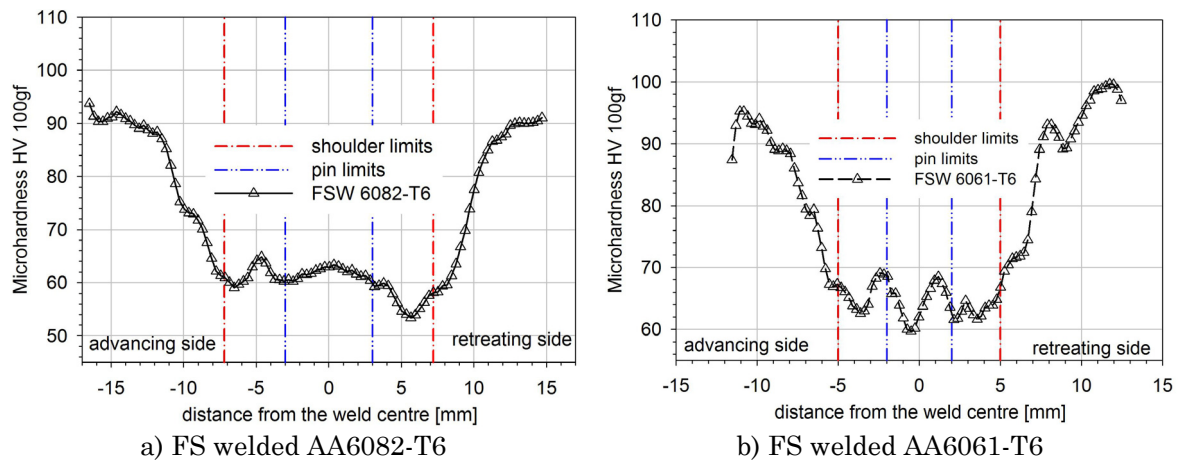 Microhardness HV 100gf
100
90
80
70
60
50
shoulder limits
pin limits
FSW 6082-T6
advancing side
retreating side
-15 -10 -5 0 5 10 15
distance from the weld centre [mm]
a) FS welded AA6082-T6
Microhardness HV 100gf
100
90
80
70
60
shoulder limits
pin limits
FSW 6061-T6
advancing side
retreating side
-15 -10 -5 0 5 10 15
distance from the weld centre [mm]
b) FS welded AA6061-T6